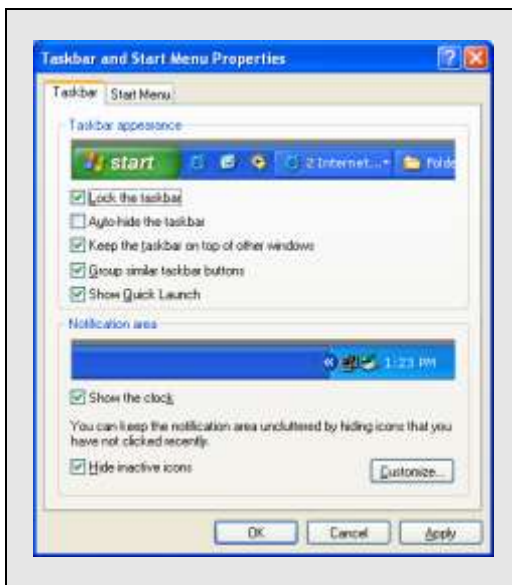 Taskbar and Start Menu Properties
Taskbar Start Menu
Taskbar appearance
start 2 Internet... Folde
Lock the taskbar
Auto-hide the taskbar
Keep the taskbar on top of other windows
Group similar taskbar buttons
Show Quick Launch
Notification area
1:23 PM
Show the clock
You can keep the notification area uncluttered by hiding icons that you
have not clicked recently.
Hide inactive icons Customize...
OK Cancel Apply